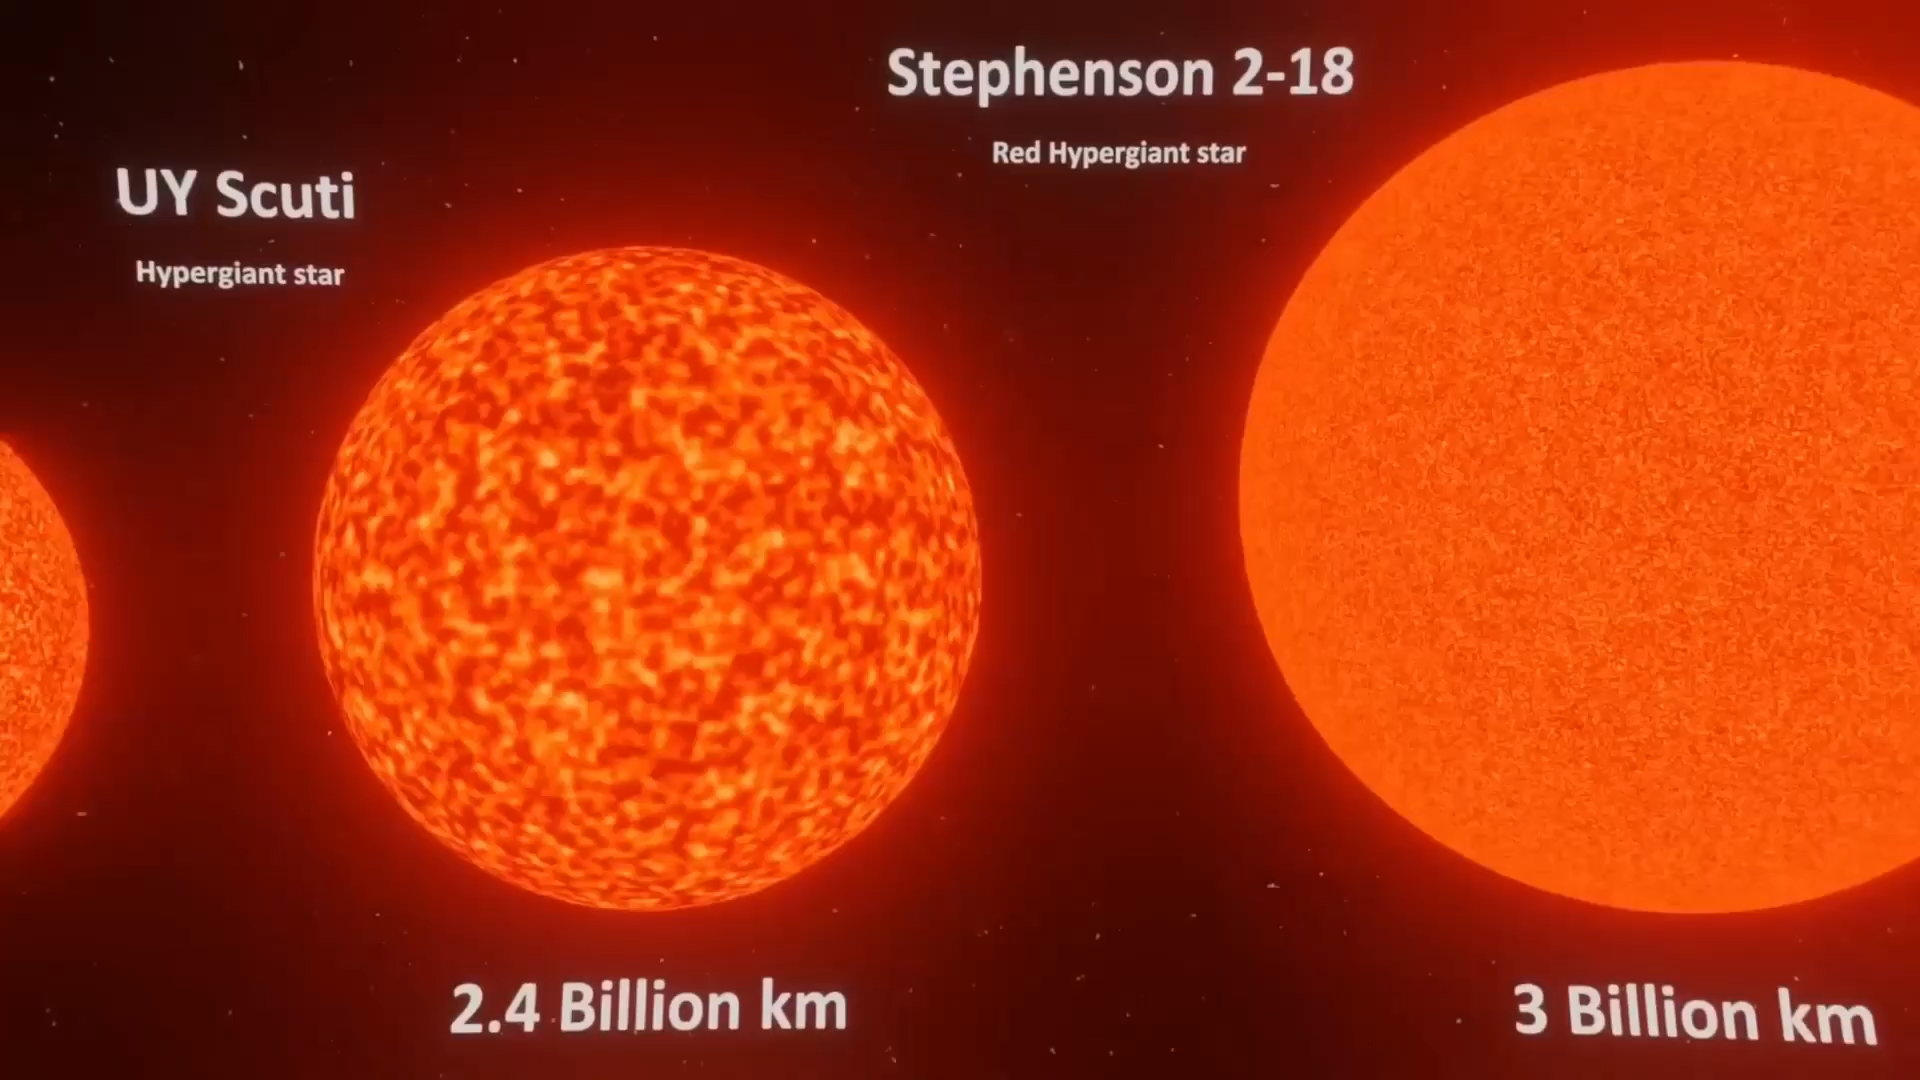 UY Scuti
Hypergiant star
2.4 Billion km
Stephenson 2-18
Red Hypergiant star
3 Billion km